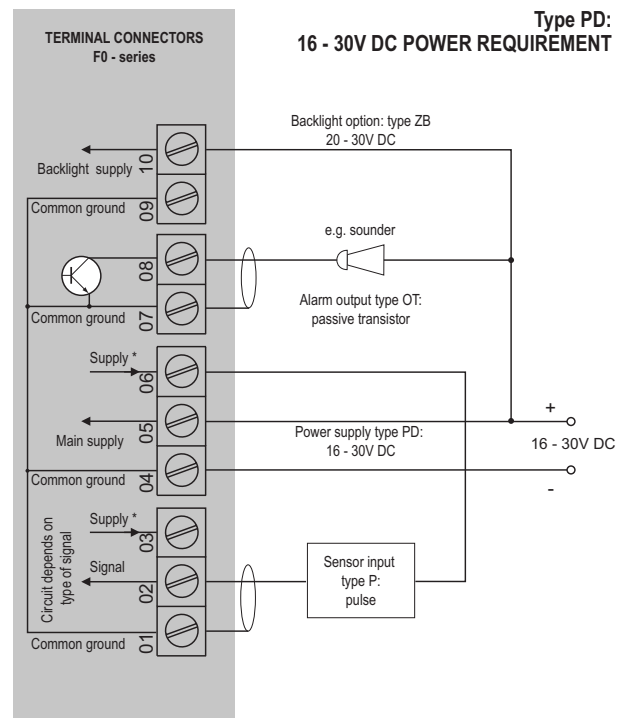 Type PD:
16 - 30V DC POWER REQUIREMENT
TERMINAL CONNECTORS
F0 - series
Backlight option: type ZB
20 - 30V DC
10
Backlight supply
09
Common ground
e.g. sounder
08
Alarm output type OT:
passive transistor
07
Common ground
Supply *
06
05
Main supply
Power supply type PD:
16 - 30V DC
+
16 - 30V DC
-
04
Common ground
Supply *
03
Circuit depends on
type of signal
Signal
02
Sensor input
type P:
pulse
01
Common ground